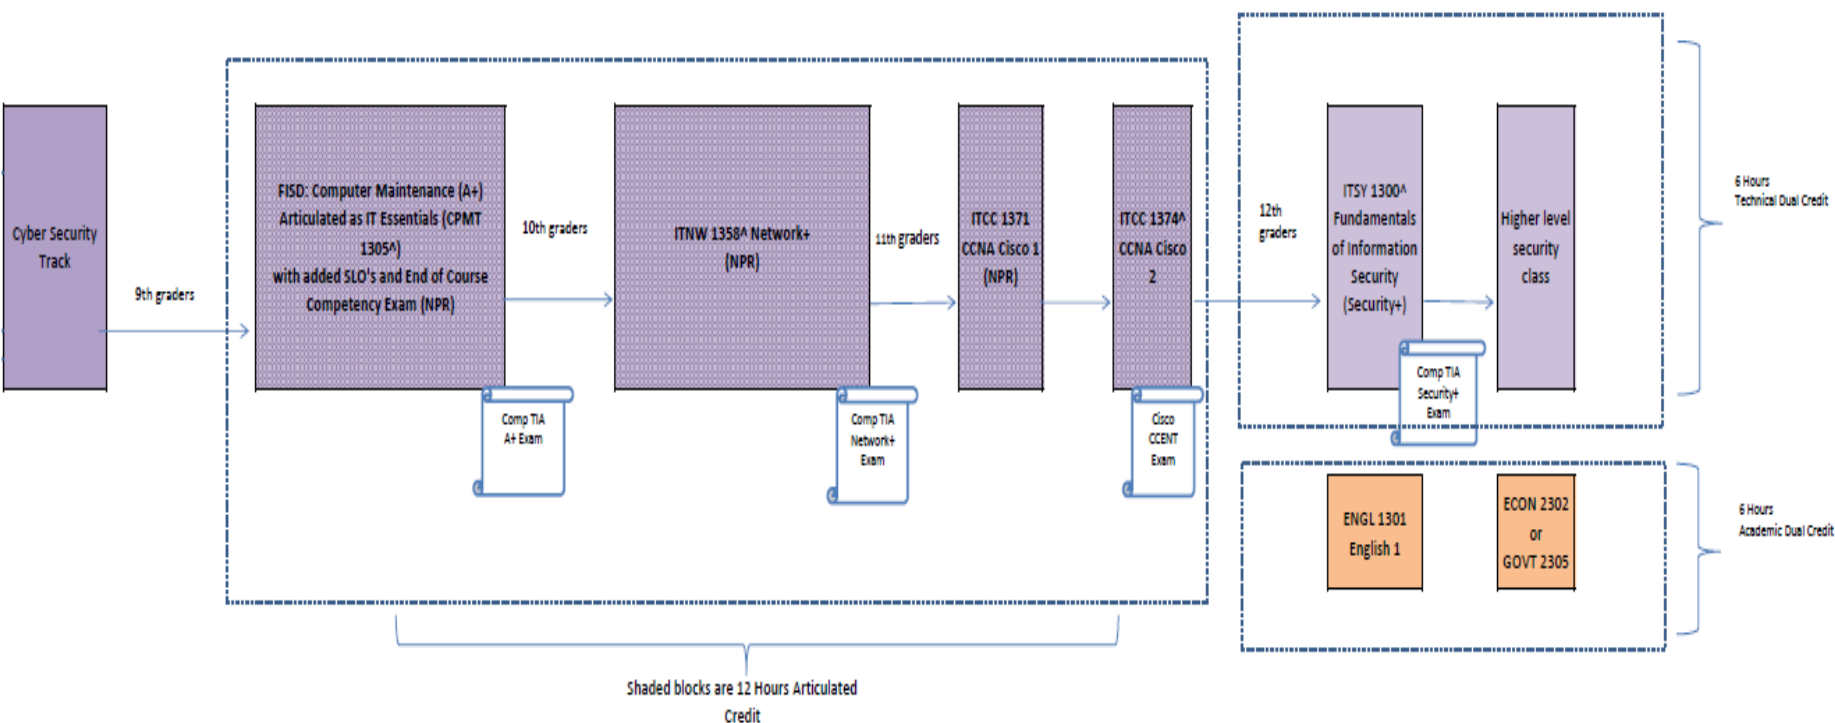 Cyber Security
Track
9th graders
FISD: Computer Maintenance (A+)
Articulated as IT Essentials (CPMT
1305^)
with added SLO's and End of Course
Competency Exam (NPR)
Comp TIA
A+ Exam
10th graders
ITNW 1358^ Network+
(NPR)
Comp TIA
Network+
Exam
11th graders
ITCC 1371
CCNA Cisco 1
(NPR)
ITCC 1374^
CCNA Cisco
2
Cisco
CCENT
Exam
Shaded blocks are 12 Hours Articulated
Credit
12th
graders
ITSY 1300^
Fundamentals
of Information
Security
(Security+)
Comp TIA
Security+
Exam
Higher level
security
class
6 Hours
Technical Dual Credit
ENGL 1301
English 1
ECON 2302
or
GOVT 2305
6 Hours
Academic Dual Credit